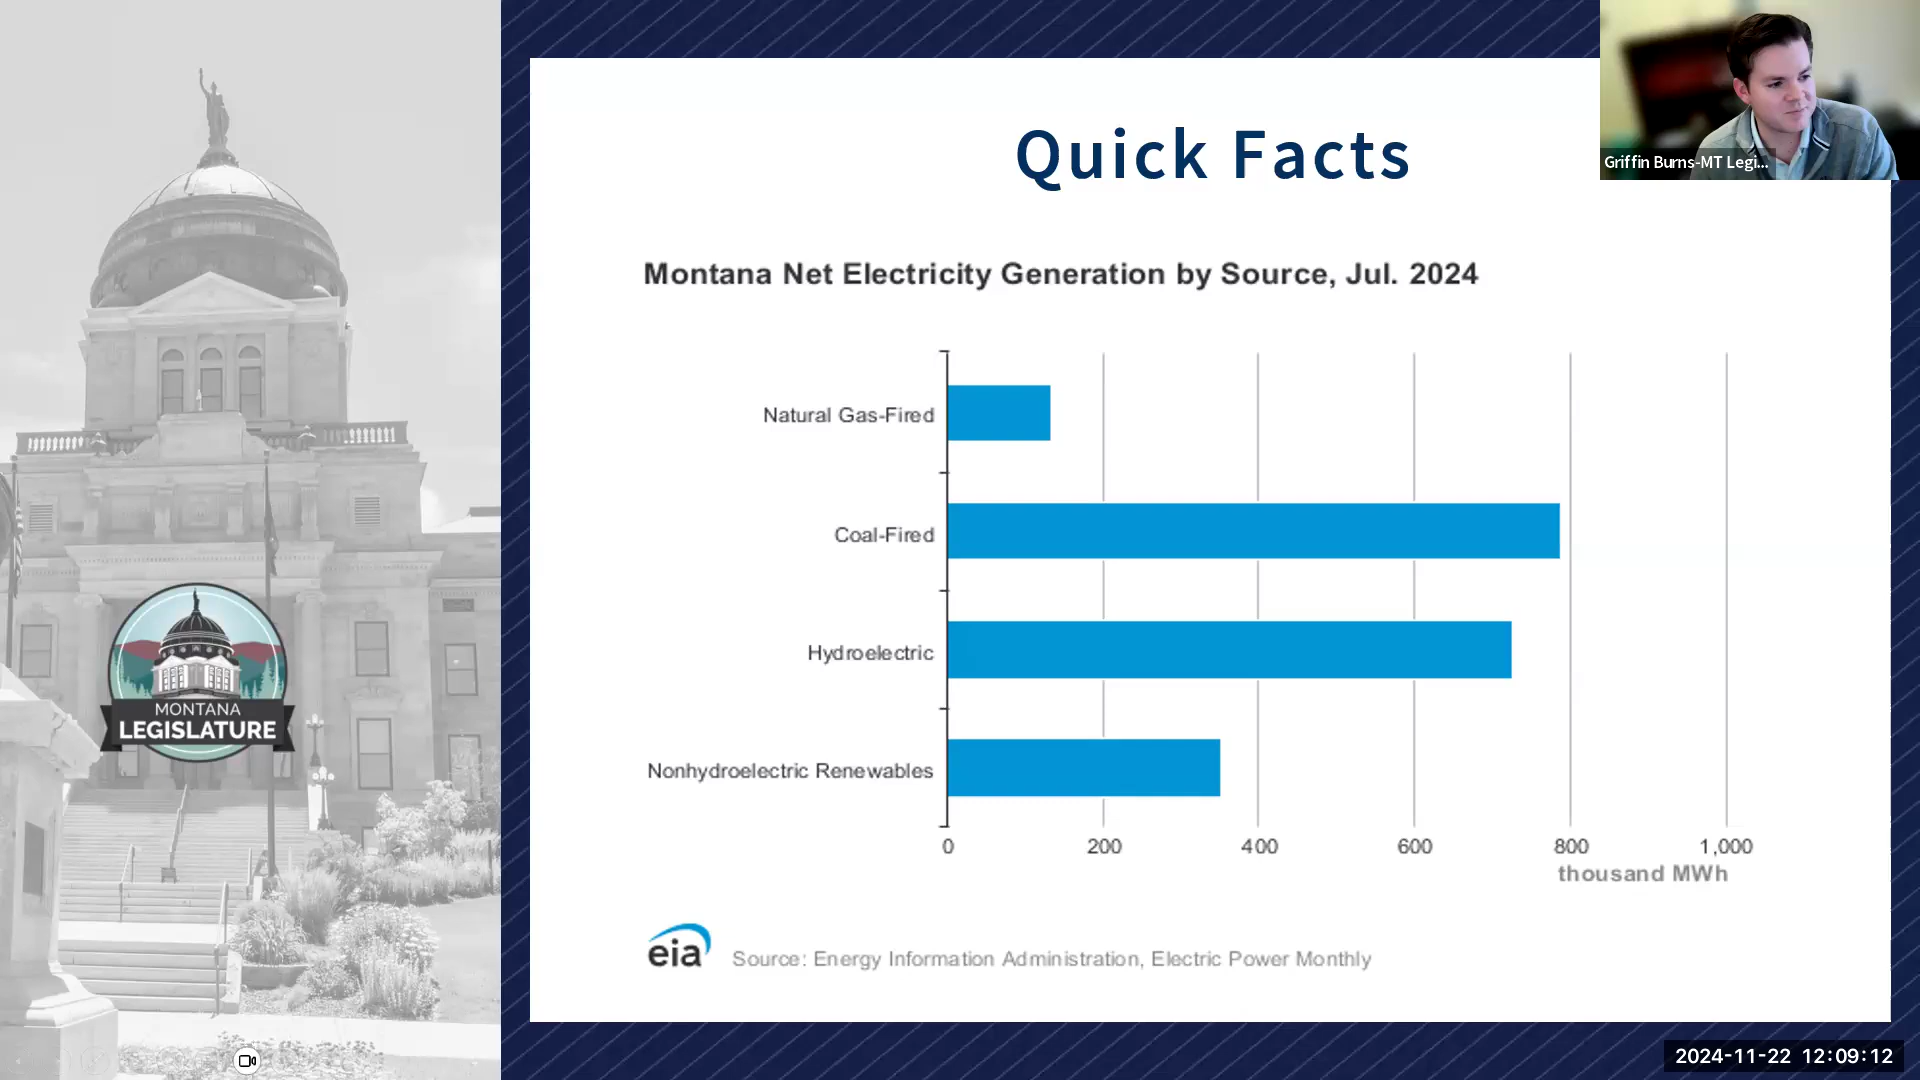 Quick Facts
Griffin Burns-MT Legi...
Montana Net Electricity Generation by Source, Jul. 2024
Natural Gas-Fired
Coal-Fired
Hydroelectric
Nonhydroelectric Renewables
0 200 400 600 800 1,000
thousand MWh
eia
Source: Energy Information Administration, Electric Power Monthly
MONTANA
LEGISLATURE
2024-11-22 12:09:12